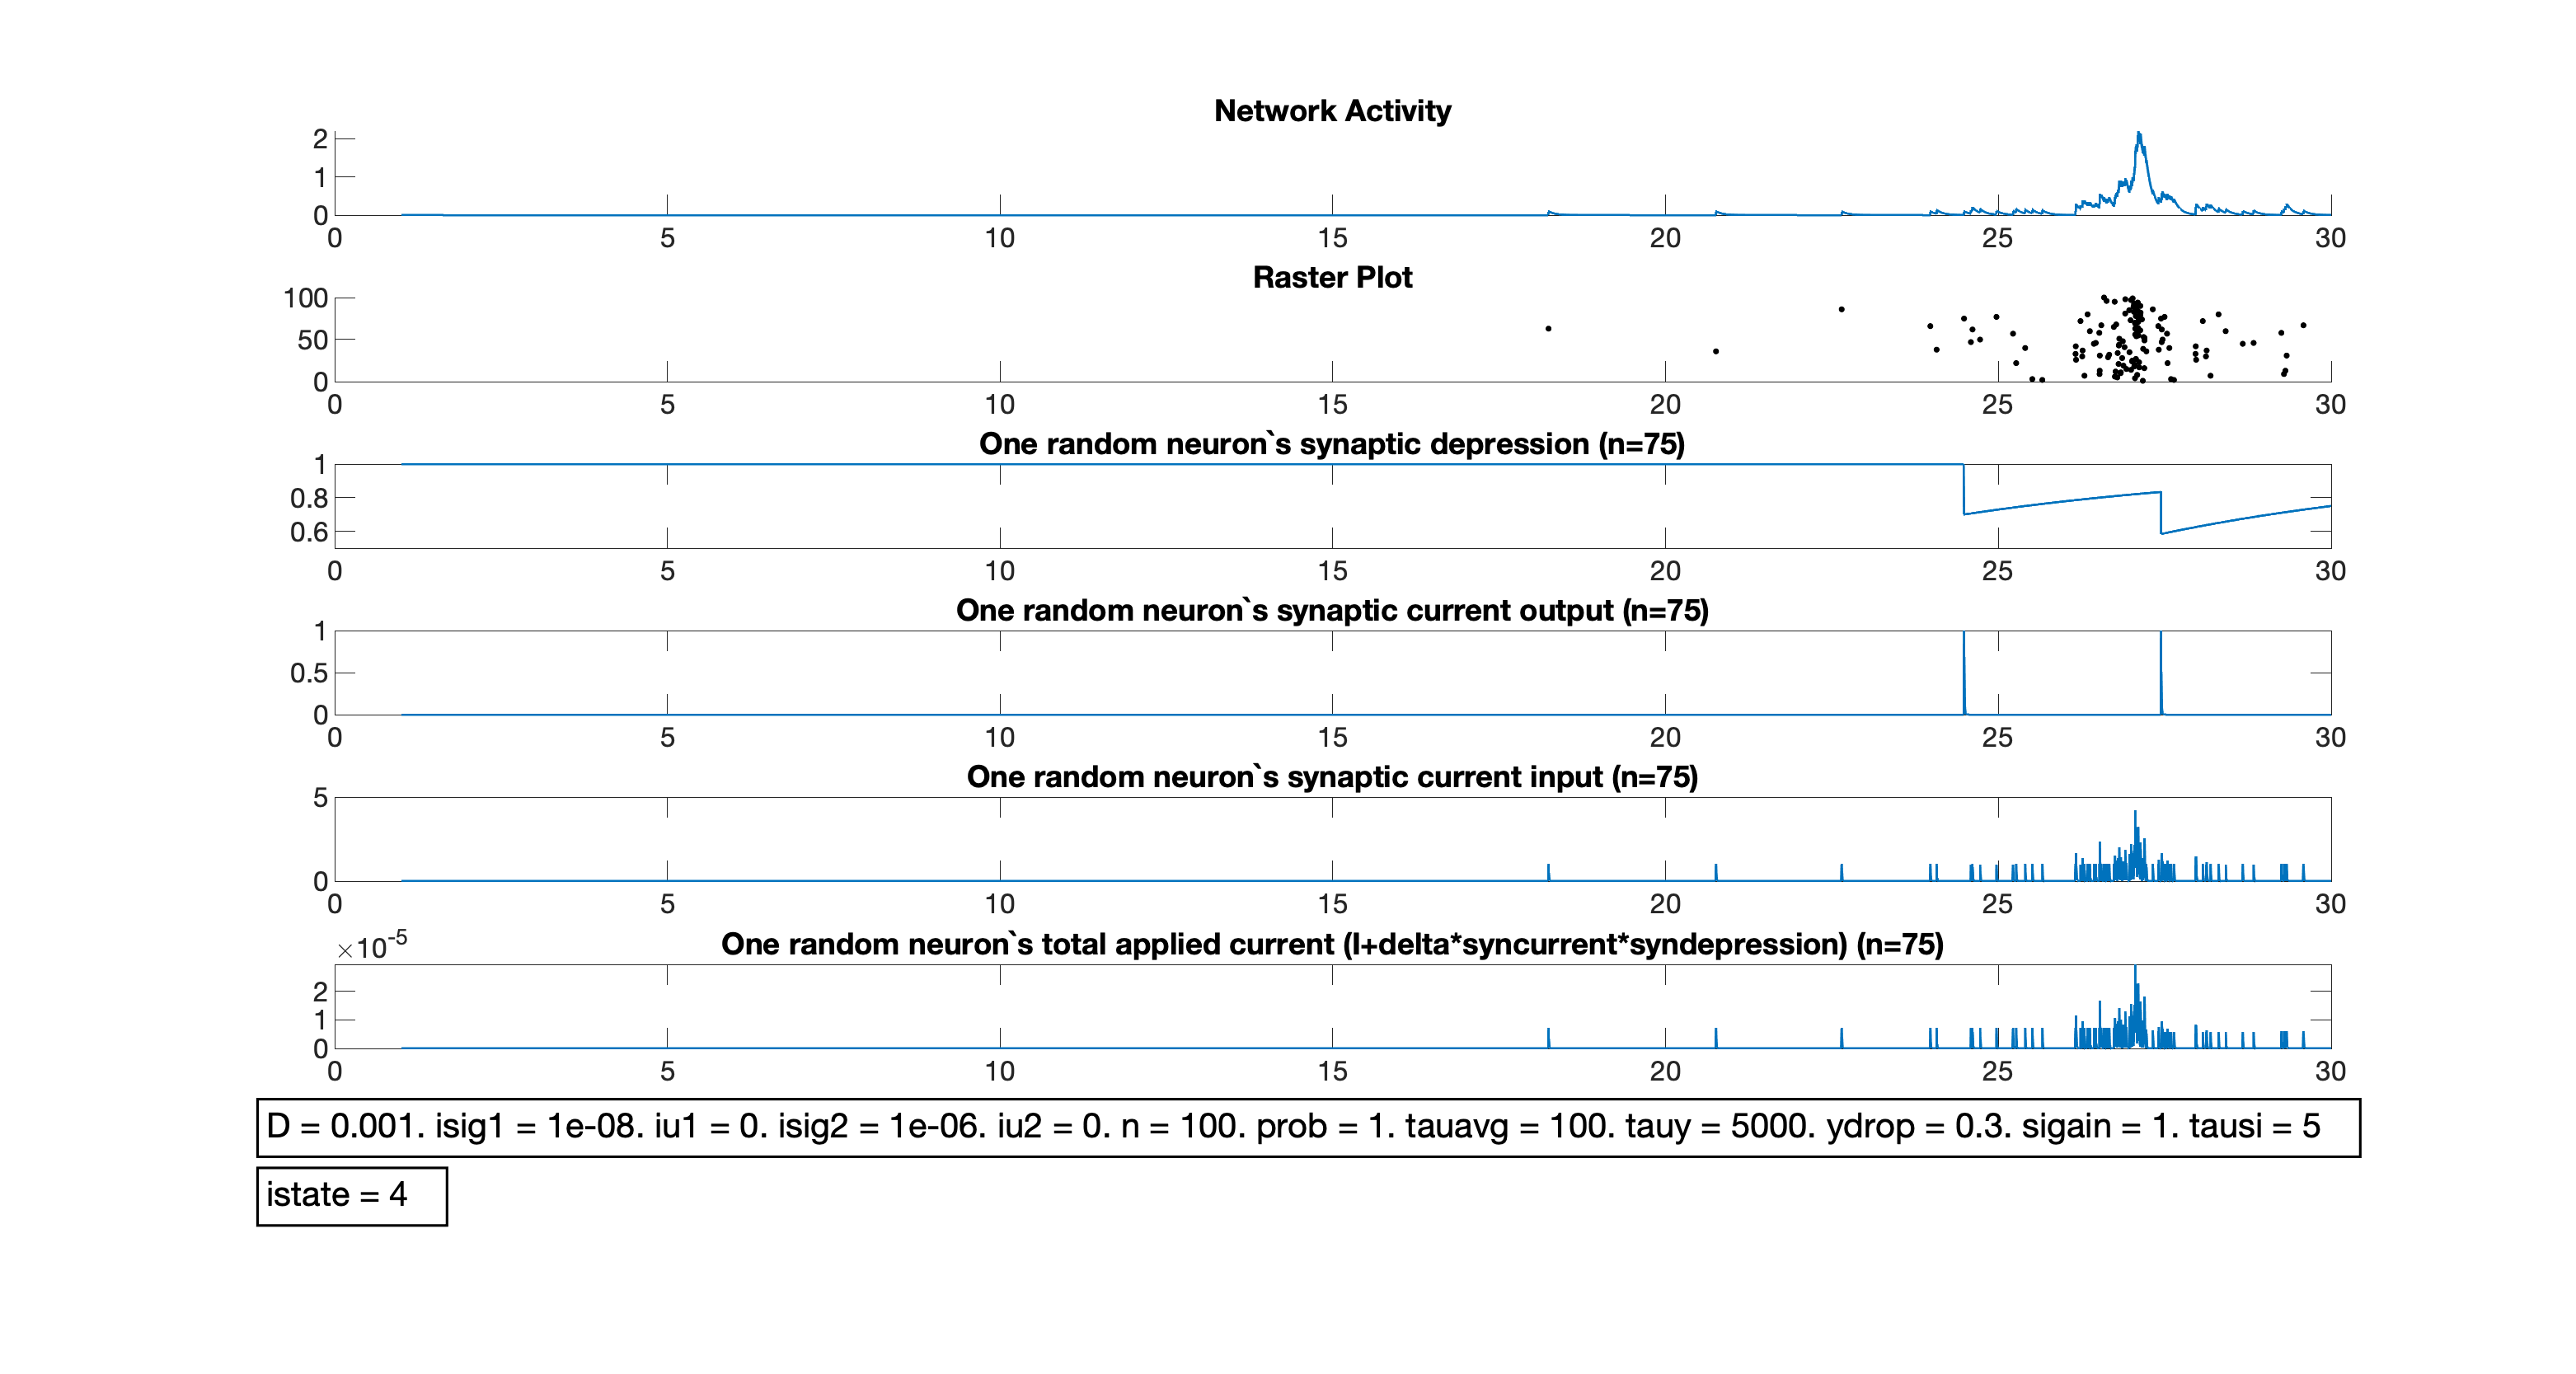 Network Activity
2
1
0
0 5 10 15 20 25 30
Raster Plot
100
50
0
0 5 10 15 20 25 30
One random neuron`s synaptic depression (n=75)
1
0.8
0.6
0 5 10 15 20 25 30
One random neuron`s synaptic current output (n=75)
1
0.5
0
0 5 10 15 20 25 30
One random neuron`s synaptic current input (n=75)
5
0
0 5 10 15 20 25 30
×10-5 One random neuron`s total applied current (I+delta*syncurrent*syndepression) (n=75)
2
1
0
0 5 10 15 20 25 30
D = 0.001. isig1 = 1e-08. iu1 = 0. isig2 = 1e-06. iu2 = 0. n = 100. prob = 1. tauavg = 100. tauy = 5000. ydrop = 0.3. sigain = 1. tausi = 5
istate = 4